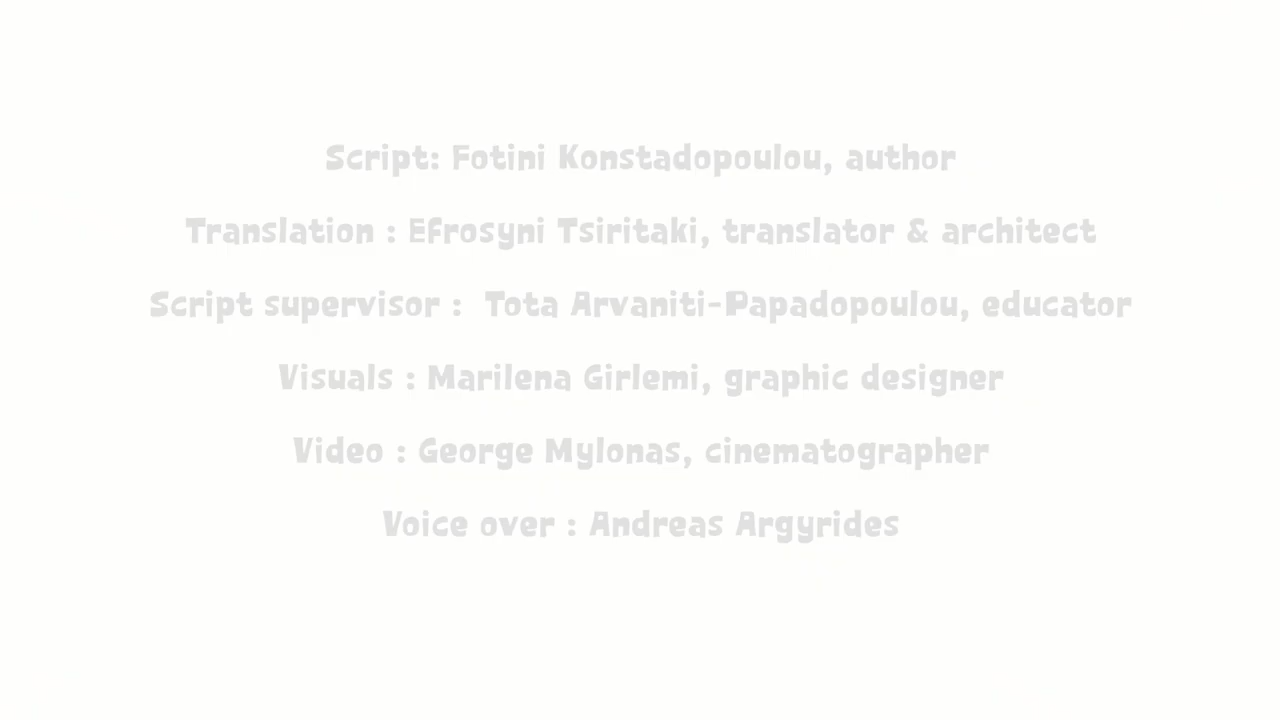 Script: Fotini Konstadopoulou, author
Translation : Efrosyni Tsiritaki, translator & architect
Script supervisor :  Tota Arvaniti-Papadopoulou, educator
Visuals : Marilena Girlemi, graphic designer
Video : George Mylonas, cinematographer
Voice over : Andreas Argyrides